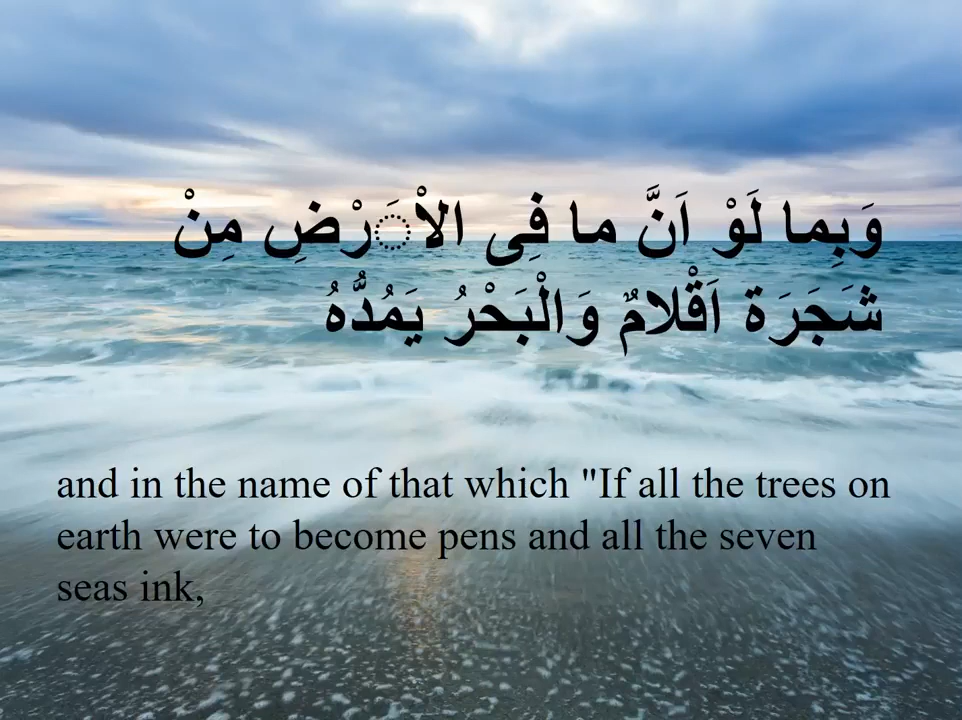 وَبِما لَوْ اَنَّ ما فِى الاْ◌َرْضِ مِنْ
شَجَرَة اَقْلامٌ وَالْبَحْرُ يَمُدُّهُ
and in the name of that which "If all the trees on
earth were to become pens and all the seven
seas ink,